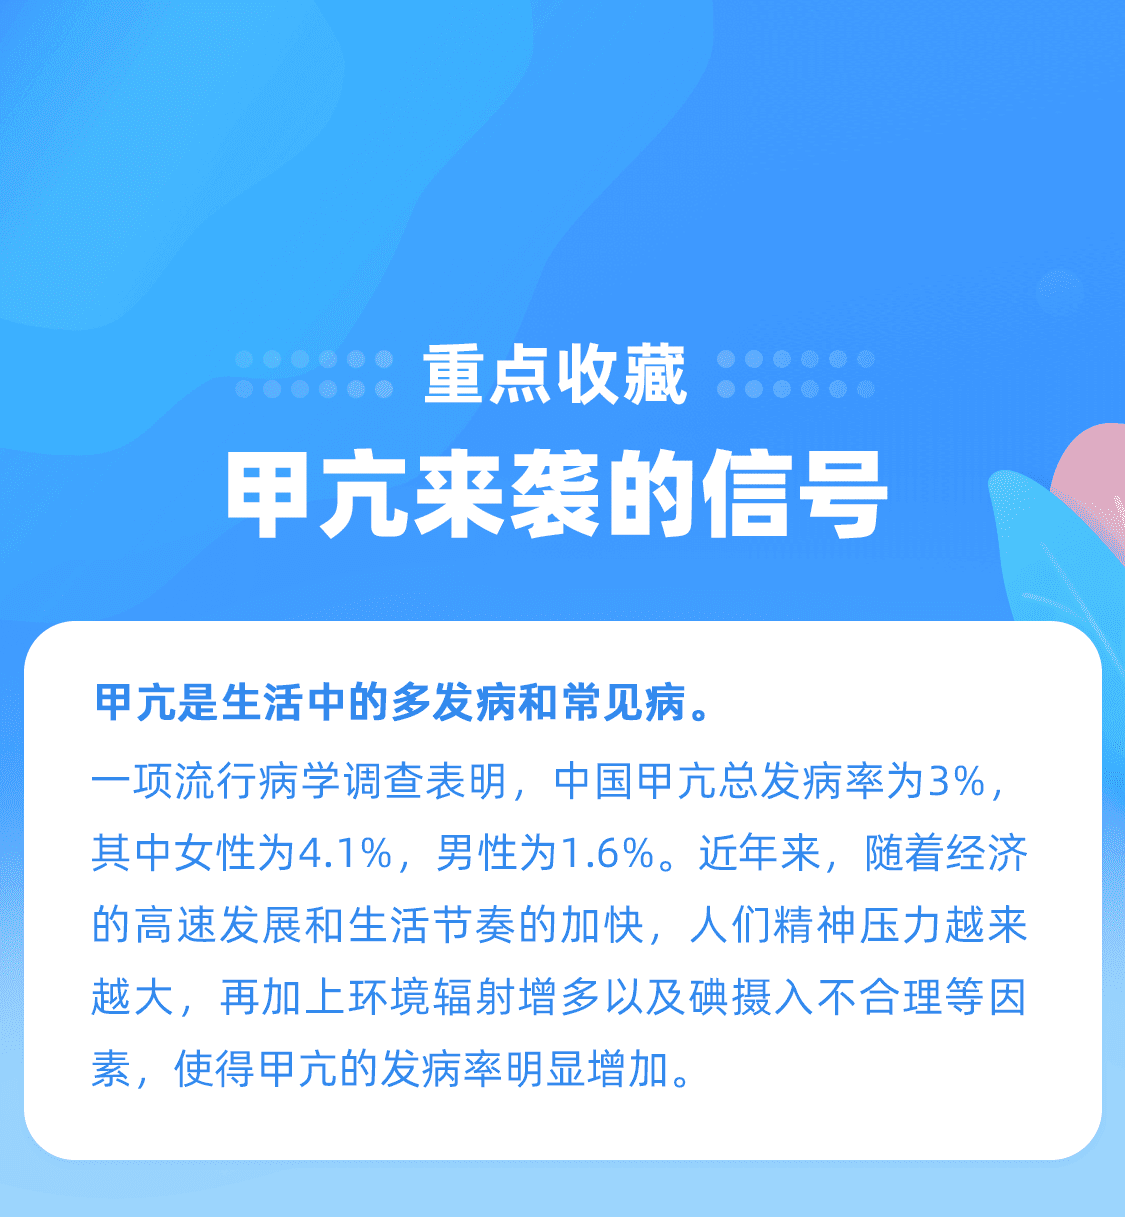 重点收藏
甲亢来袭的信号
甲亢是生活中的多发病和常见病。
一项流行病学调查表明，中国甲亢总发病率为3%，
其中女性为4.1%，男性为1.6%。近年来，随着经济
的高速发展和生活节奏的加快，人们精神压力越来
越大，再加上环境辐射增多以及碘摄入不合理等因
素，使得甲亢的发病率明显增加。